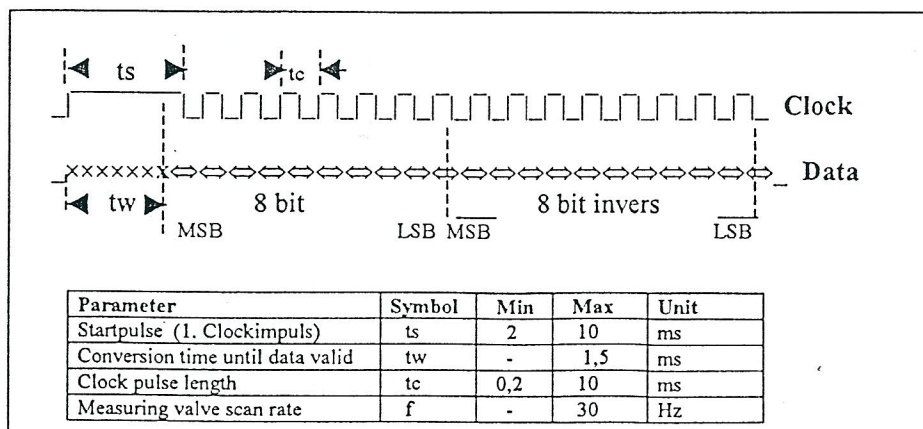 ts
tc
Clock
Data
tw 8 bit 8 bit invers
MSB LSB MSB LSB
Parameter Symbol Min Max Unit
Startpulse (1. Clockimpuls) ts 2 10 ms
Conversion time until data valid tw - 1,5 ms
Clock pulse length tc 0,2 10 ms
Measuring valve scan rate f - 30 Hz